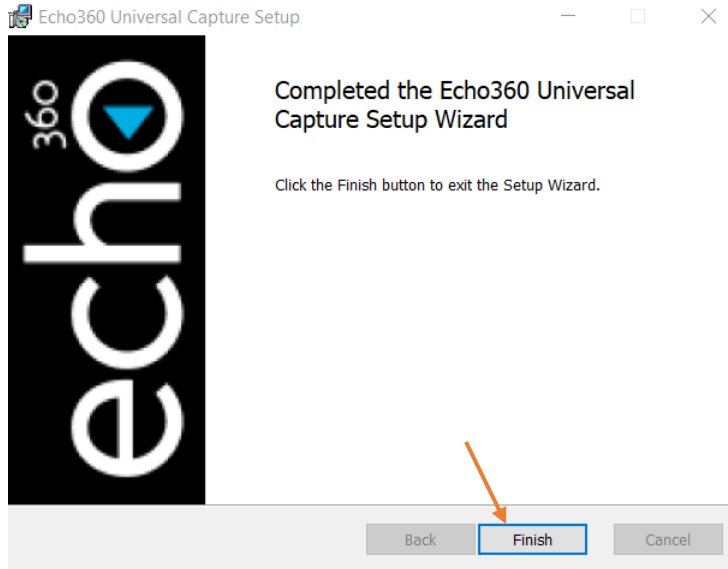 Echo360 Universal Capture Setup
echo
360
Completed the Echo360 Universal
Capture Setup Wizard
Click the Finish button to exit the Setup Wizard.
Back
Finish
Cancel